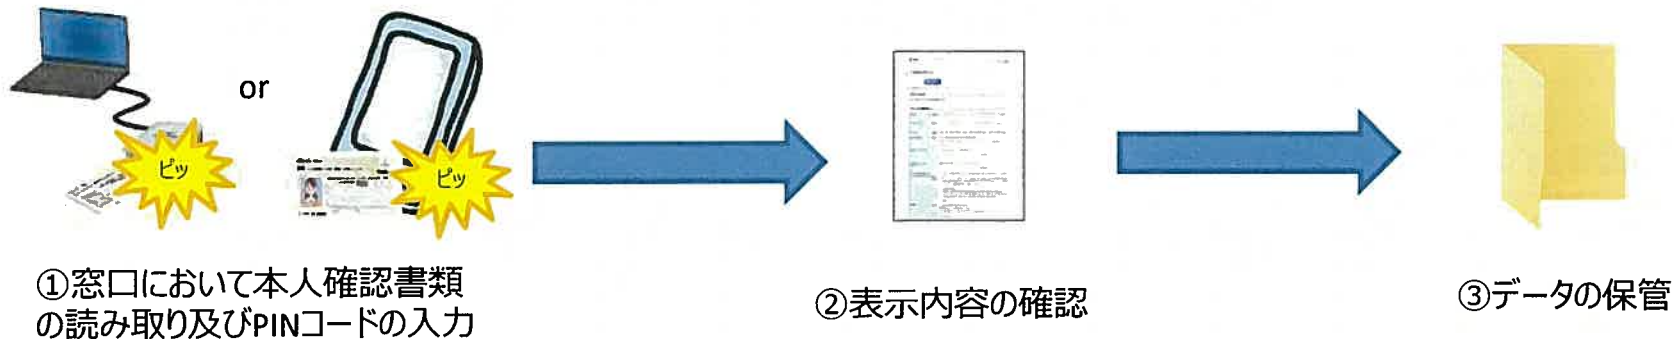 or
ピッ
ピッ
①窓口において本人確認書類
の読み取り及びPINコードの入力
②表示内容の確認
③データの保管